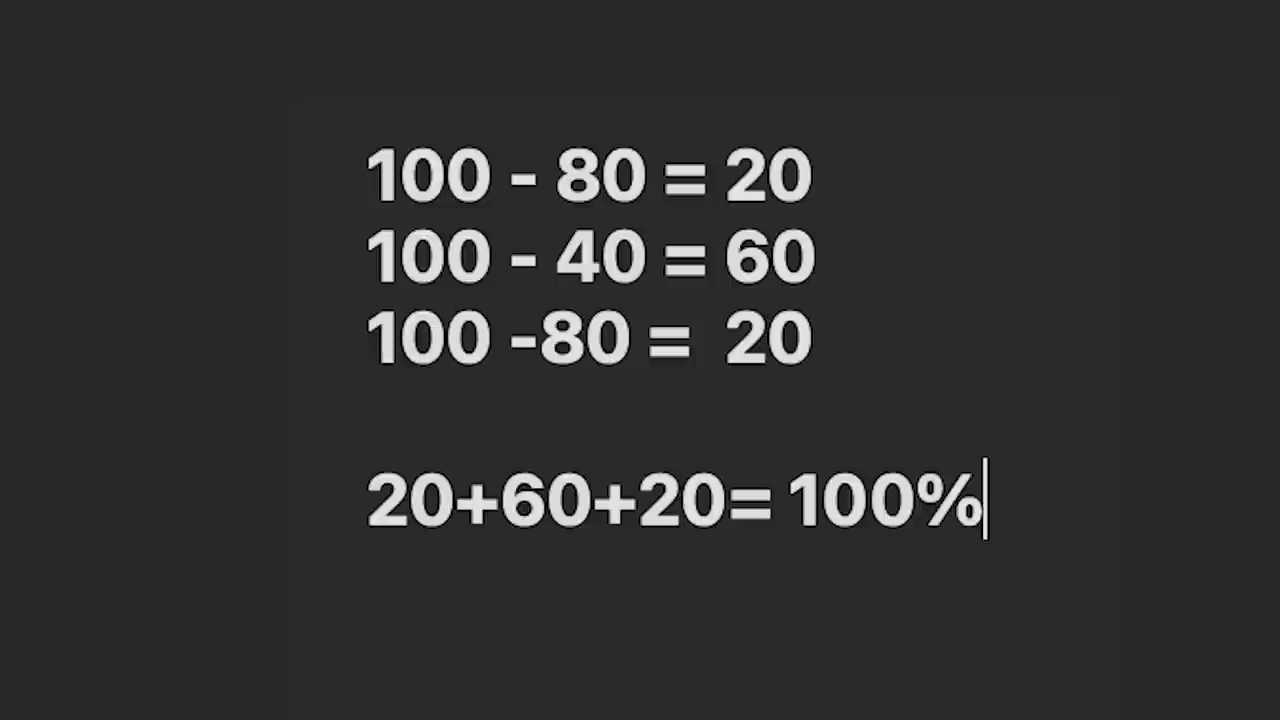 100 - 80 = 20
100 - 40 = 60
100 -80 =  20
20+60+20= 100%